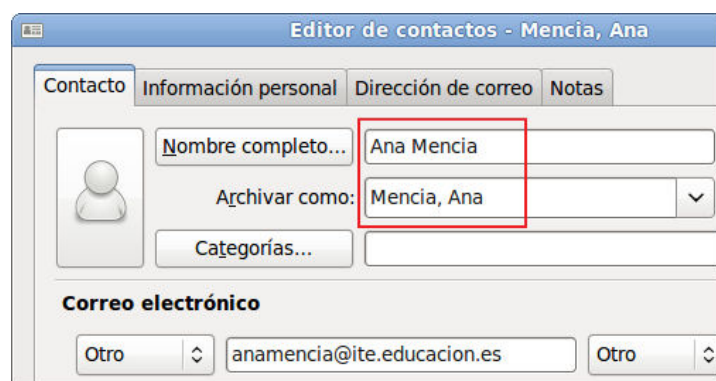 Editor de contactos - Mencia, Ana
Contacto Información personal Dirección de correo Notas
Nombre completo... Ana Mencia
Archivar como: Mencia, Ana
Categorías...
Correo electrónico
Otro anamencia@ite.educacion.es Otro